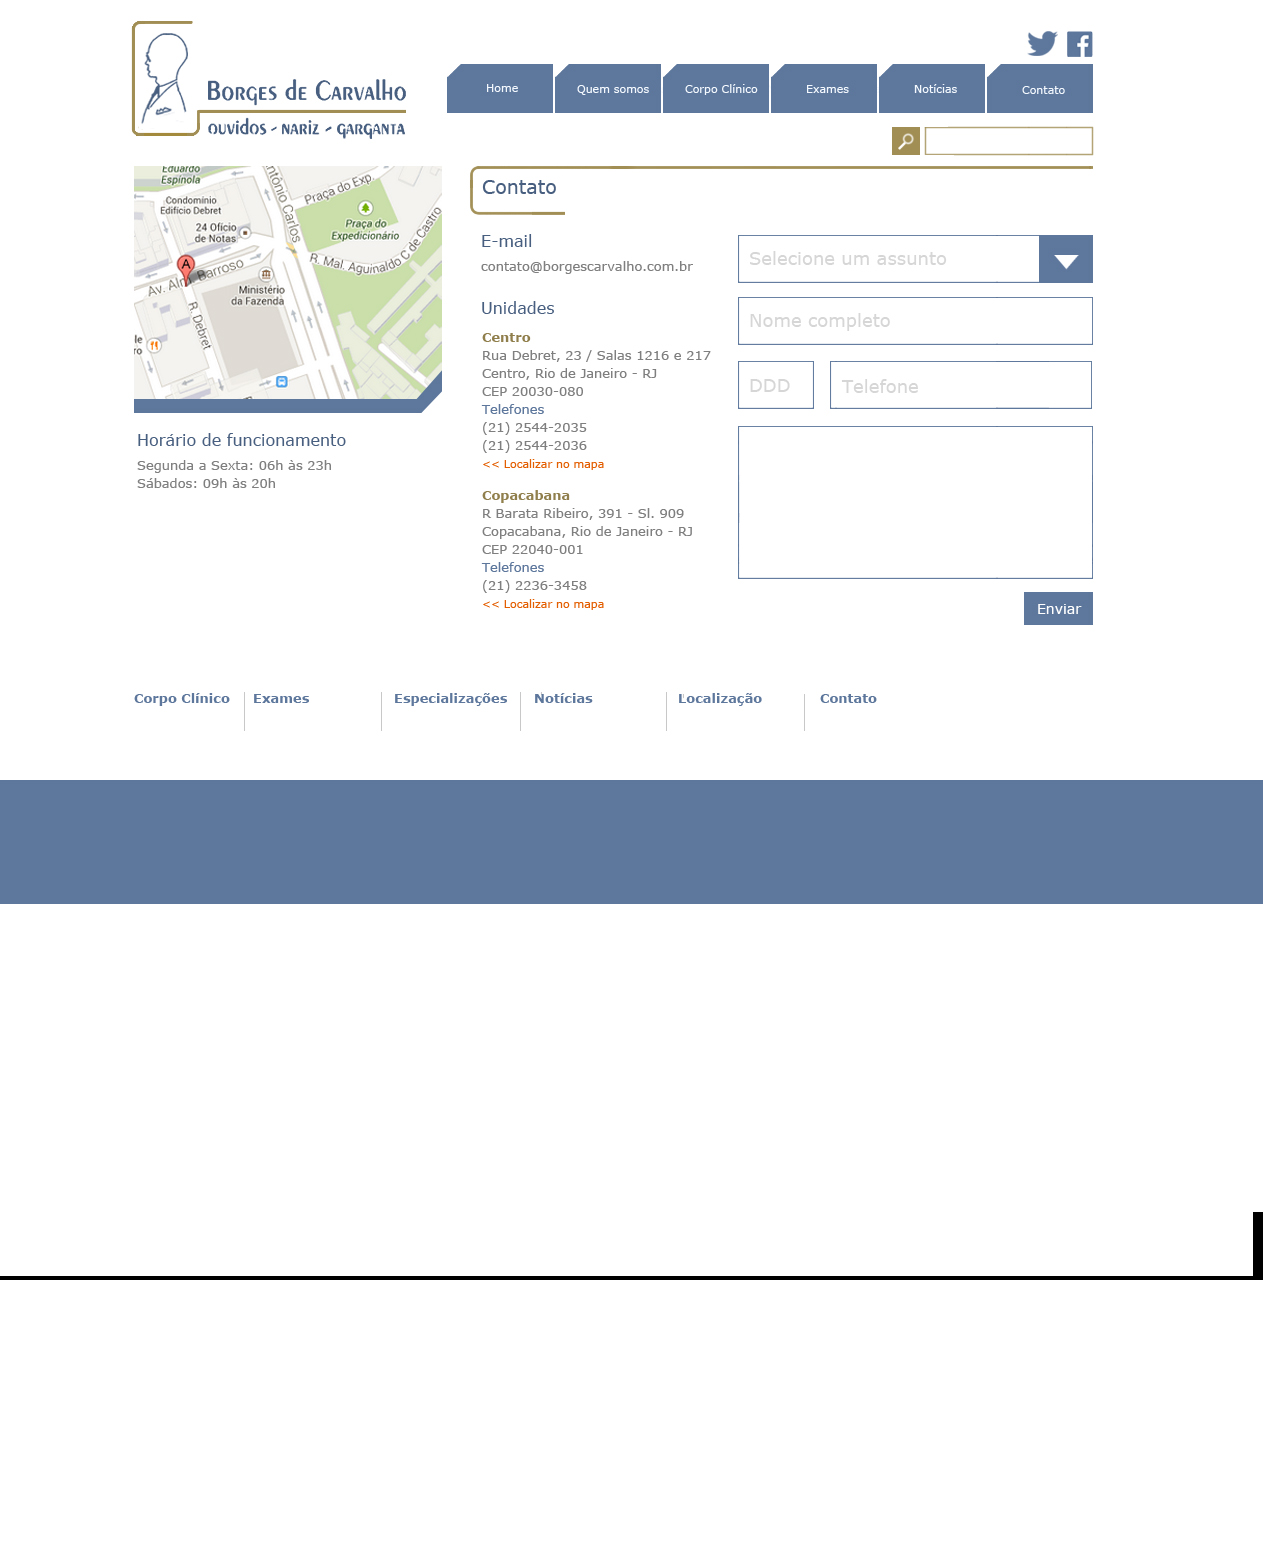 Borges de Carvalho
ouvidos - nariz - garganta
Home
Quem somos
Corpo Clínico
Exames
Notícias
Contato
Eduardo
Espínola
Condomínio
Edifício Debret
24 Ofício
de Notas
Antônio Carlos
Praça do Exp.
Praça do
Expedicionário
R. Mal. Aguinaldo C de Castro
A
Av. Alm. Barroso
Ministério
da Fazenda
R. Debret
Horário de funcionamento
Segunda a Sexta: 06h às 23h
Sábados: 09h às 20h
Contato
E-mail
contato@borgescarvalho.com.br
Unidades
Centro
Rua Debret, 23 / Salas 1216 e 217
Centro, Rio de Janeiro - RJ
CEP 20030-080
Telefones
(21) 2544-2035
(21) 2544-2036
<< Localizar no mapa
Copacabana
R Barata Ribeiro, 391 - Sl. 909
Copacabana, Rio de Janeiro - RJ
CEP 22040-001
Telefones
(21) 2236-3458
<< Localizar no mapa
Selecione um assunto
Nome completo
DDD
Telefone
Enviar
Corpo Clínico
Exames
Especializações
Notícias
Localização
Contato